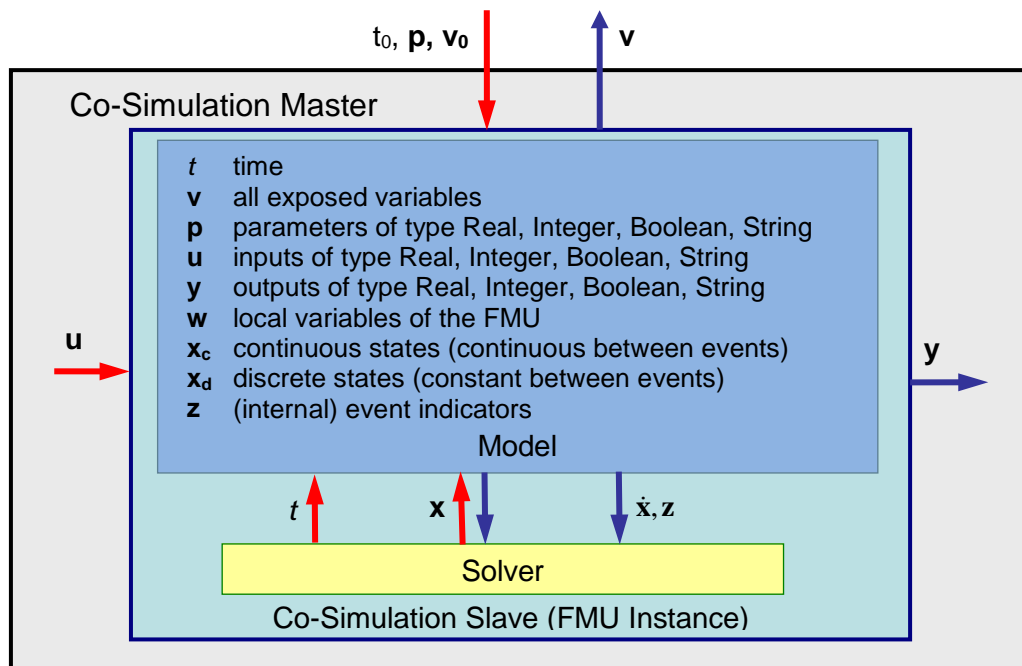 t₀, p, v₀
v
Co-Simulation Master
t time
v all exposed variables
p parameters of type Real, Integer, Boolean, String
u inputs of type Real, Integer, Boolean, String
y outputs of type Real, Integer, Boolean, String
w local variables of the FMU
x_c continuous states (continuous between events)
x_d discrete states (constant between events)
z (internal) event indicators
Model
u
y
t
x
ẋ, z
Solver
Co-Simulation Slave (FMU Instance)